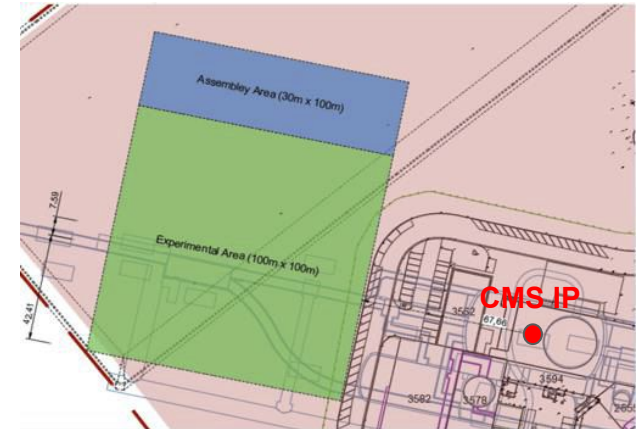 Assembley Area (30m x 100m)
7,59
Experimental Area (100m x 100m)
42,41
CMS IP
3562
67,66
3594
3582
3578